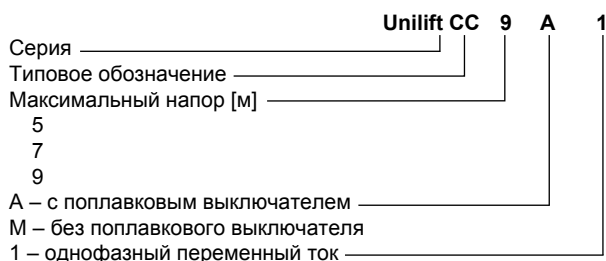 Unilift CC 9 A 1
Серия
Типовое обозначение
Максимальный напор [м]
5
7
9
А – с поплавковым выключателем
М – без поплавкового выключателя
1 – однофазный переменный ток